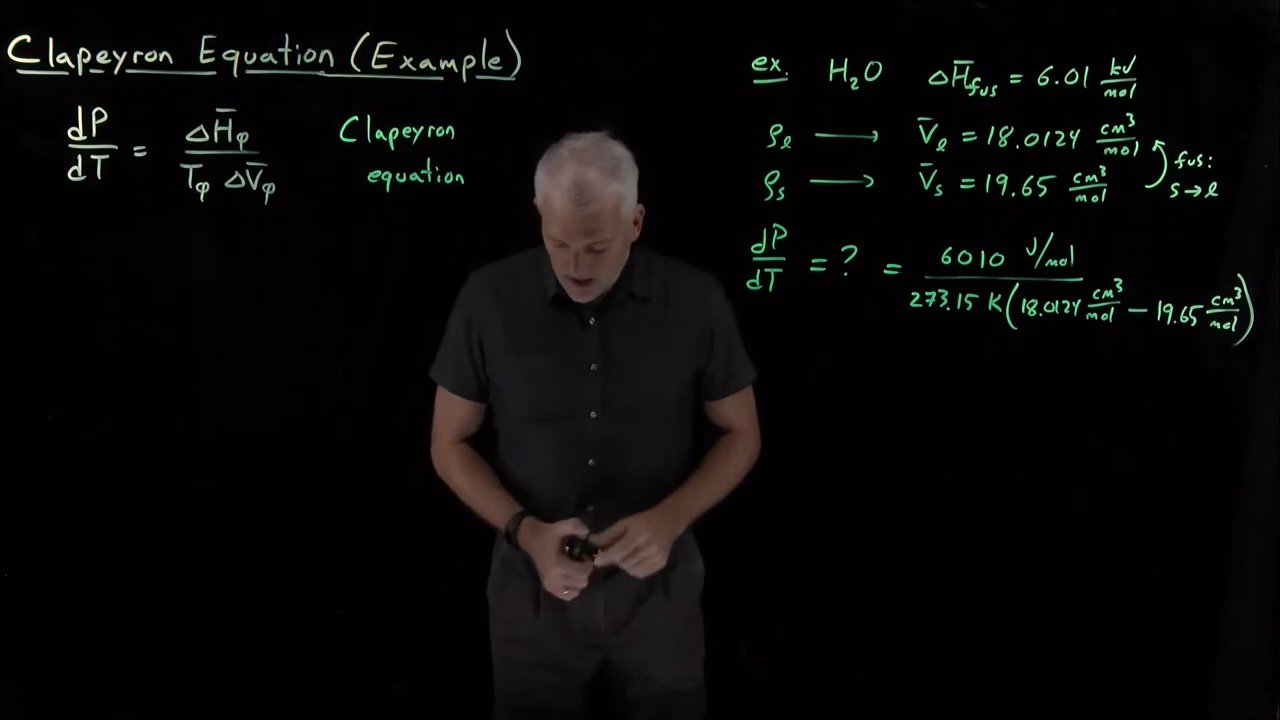 Clapeyron Equation (Example)
dP/dT = ΔH̄φ / Tφ ΔV̄φ
Clapeyron
equation
ex. H₂O ΔH̄fus = 6.01 kJ/mol
ρℓ → V̄ℓ = 18.0124 cm³/mol
ρs → V̄s = 19.65 cm³/mol
fus:
s→ℓ
dP/dT = ? = 6010 J/mol / 273.15 K (18.0124 cm³/mol − 19.65 cm³/mol)